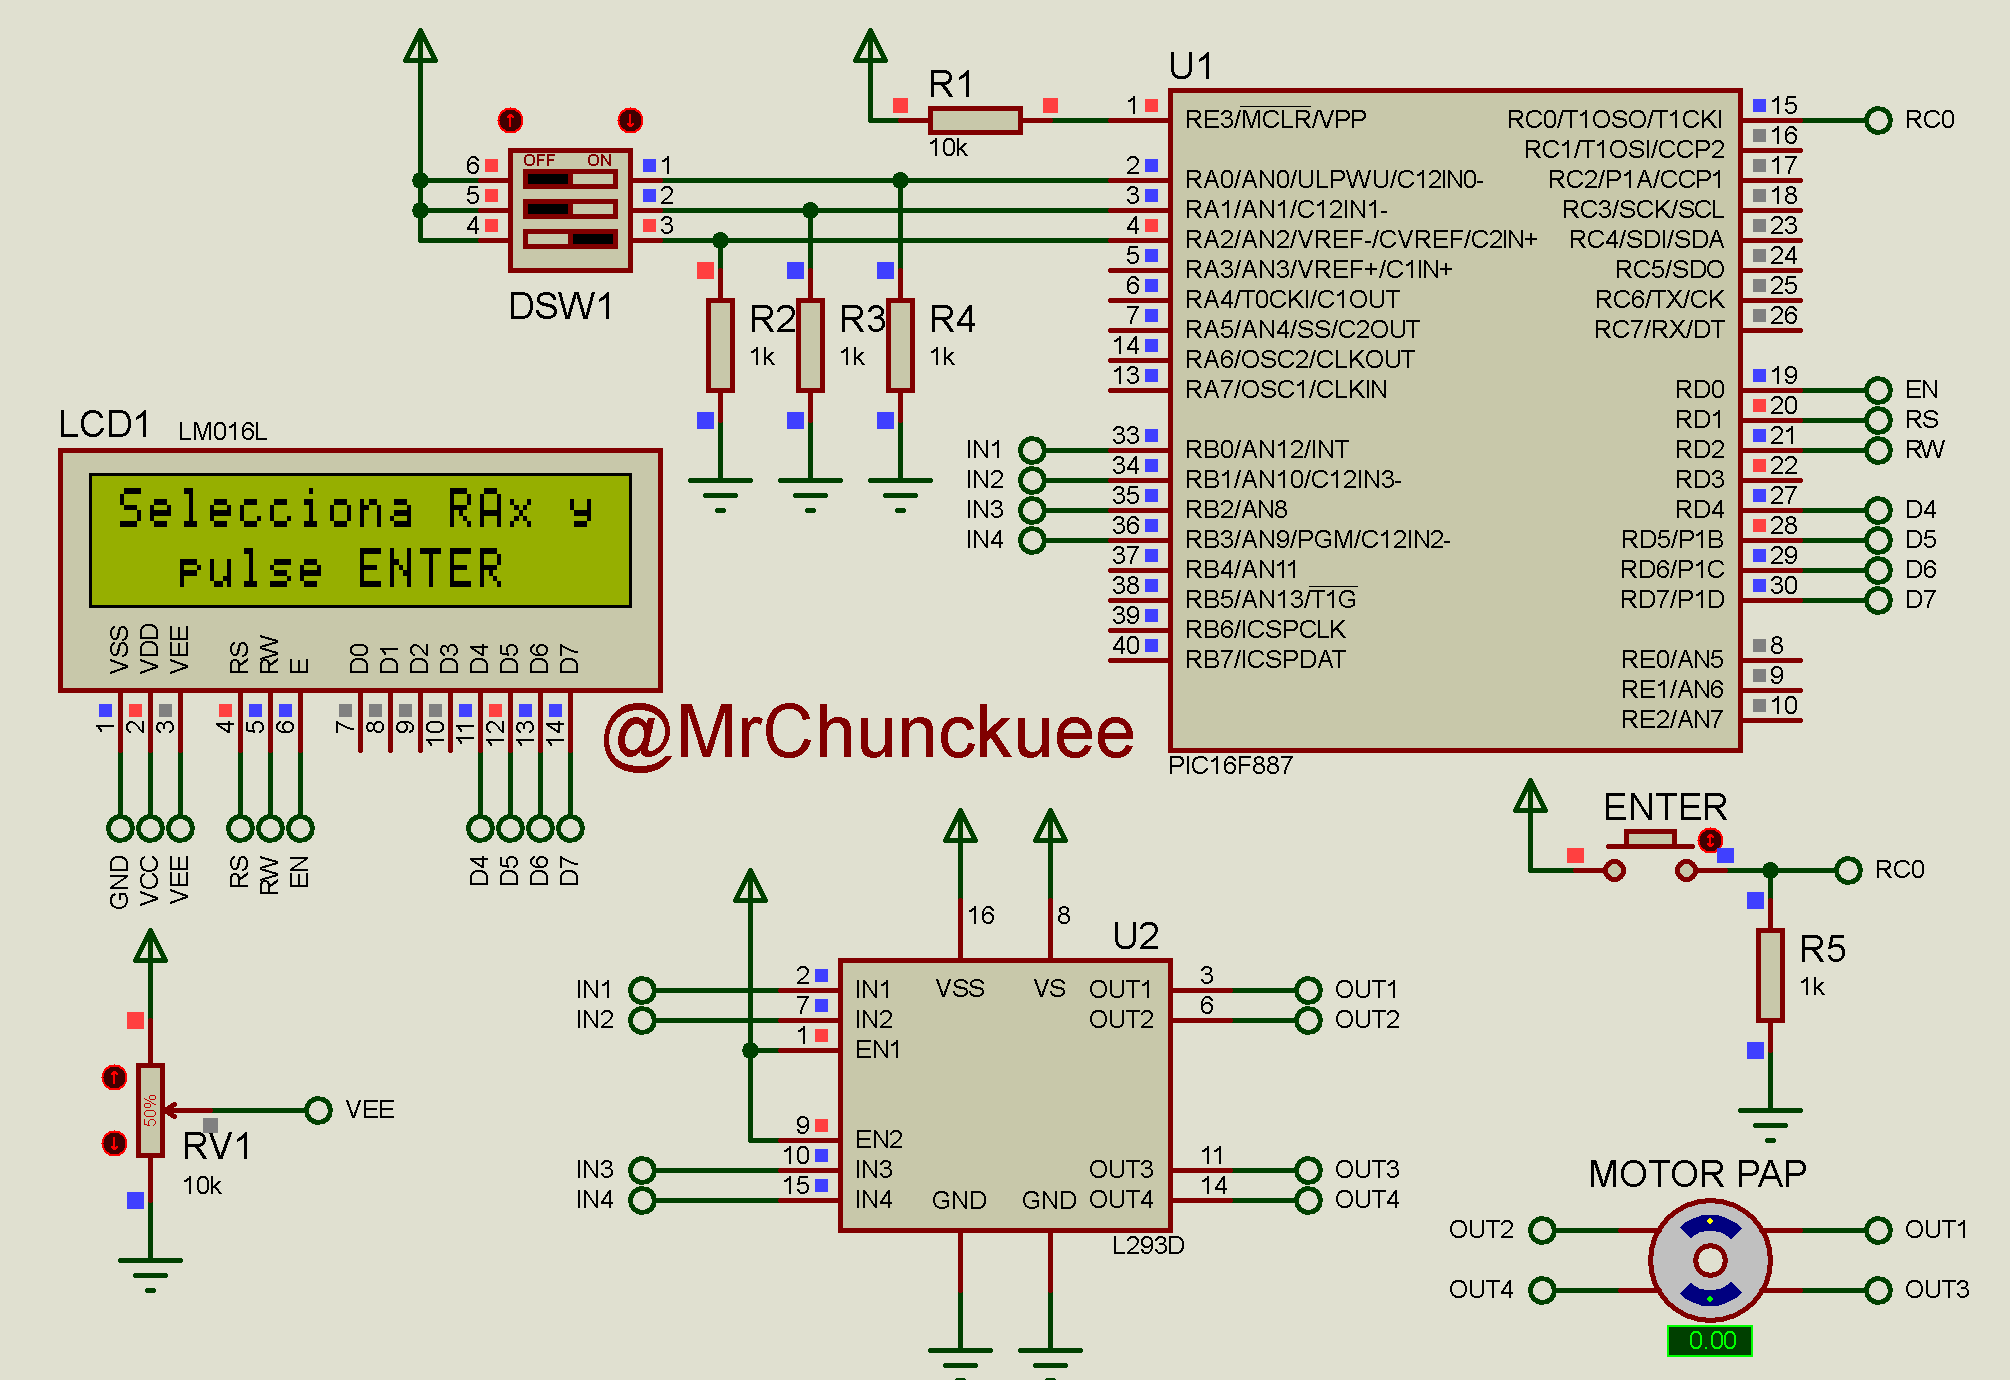 U1
R1
10k
1
RE3/MCLR/VPP
2
RA0/AN0/ULPWU/C12IN0-
3
RA1/AN1/C12IN1-
4
RA2/AN2/VREF-/CVREF/C2IN+
5
RA3/AN3/VREF+/C1IN+
6
RA4/T0CKI/C1OUT
7
RA5/AN4/SS/C2OUT
14
RA6/OSC2/CLKOUT
13
RA7/OSC1/CLKIN
33
RB0/AN12/INT
34
RB1/AN10/C12IN3-
35
RB2/AN8
36
RB3/AN9/PGM/C12IN2-
37
RB4/AN11
38
RB5/AN13/T1G
39
RB6/ICSPCLK
40
RB7/ICSPDAT
RC0/T1OSO/T1CKI
15
RC0
RC1/T1OSI/CCP2
16
RC2/P1A/CCP1
17
RC3/SCK/SCL
18
RC4/SDI/SDA
23
RC5/SDO
24
RC6/TX/CK
25
RC7/RX/DT
26
RD0
19
EN
RD1
20
RS
RD2
21
RW
RD3
22
RD4
27
D4
RD5/P1B
28
D5
RD6/P1C
29
D6
RD7/P1D
30
D7
RE0/AN5
8
RE1/AN6
9
RE2/AN7
10
PIC16F887
OFF ON
6 1
5 2
4 3
DSW1
R2
1k
R3
1k
R4
1k
IN1
IN2
IN3
IN4
LCD1
LM016L
Selecciona RAx y
pulse ENTER
VSS
VDD
VEE
RS
RW
E
D0
D1
D2
D3
D4
D5
D6
D7
1
2
3
4
5
6
7
8
9
10
11
12
13
14
GND
VCC
VEE
RS
RW
EN
D4
D5
D6
D7
@MrChunckuee
ENTER
RC0
R5
1k
50%
RV1
10k
VEE
U2
16
8
VSS
VS
IN1
2
IN1
IN2
7
IN2
1
EN1
9
EN2
IN3
10
IN3
IN4
15
IN4
OUT1
3
OUT1
OUT2
6
OUT2
OUT3
11
OUT3
OUT4
14
OUT4
GND
GND
L293D
MOTOR PAP
OUT2
OUT1
OUT4
OUT3
0.00